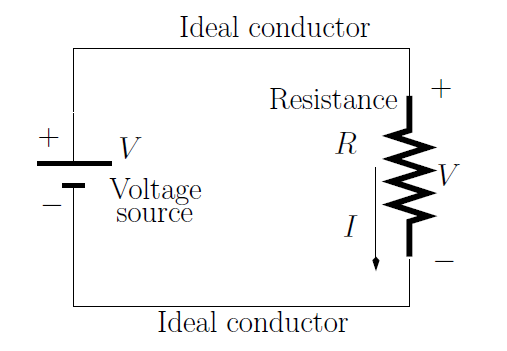 Ideal conductor
+
Resistance
+
V
R
V
Voltage
source
−
I
−
Ideal conductor